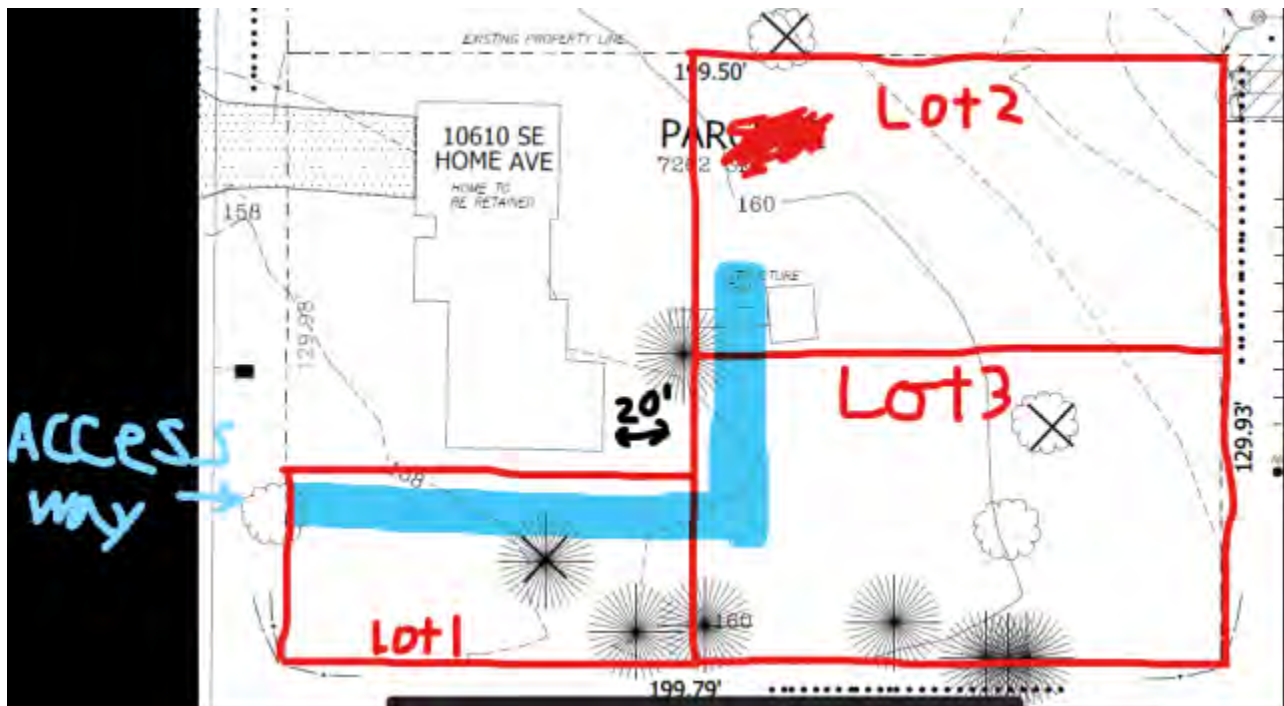 EXISTING PROPERTY LINE
199.50'
Lot2
10610 SE
HOME AVE
HOME TO
BE RETAINED
158
160
129.98
Lot3
20'
ACCESS
way
158
129.93'
Lot1
160
199.79'